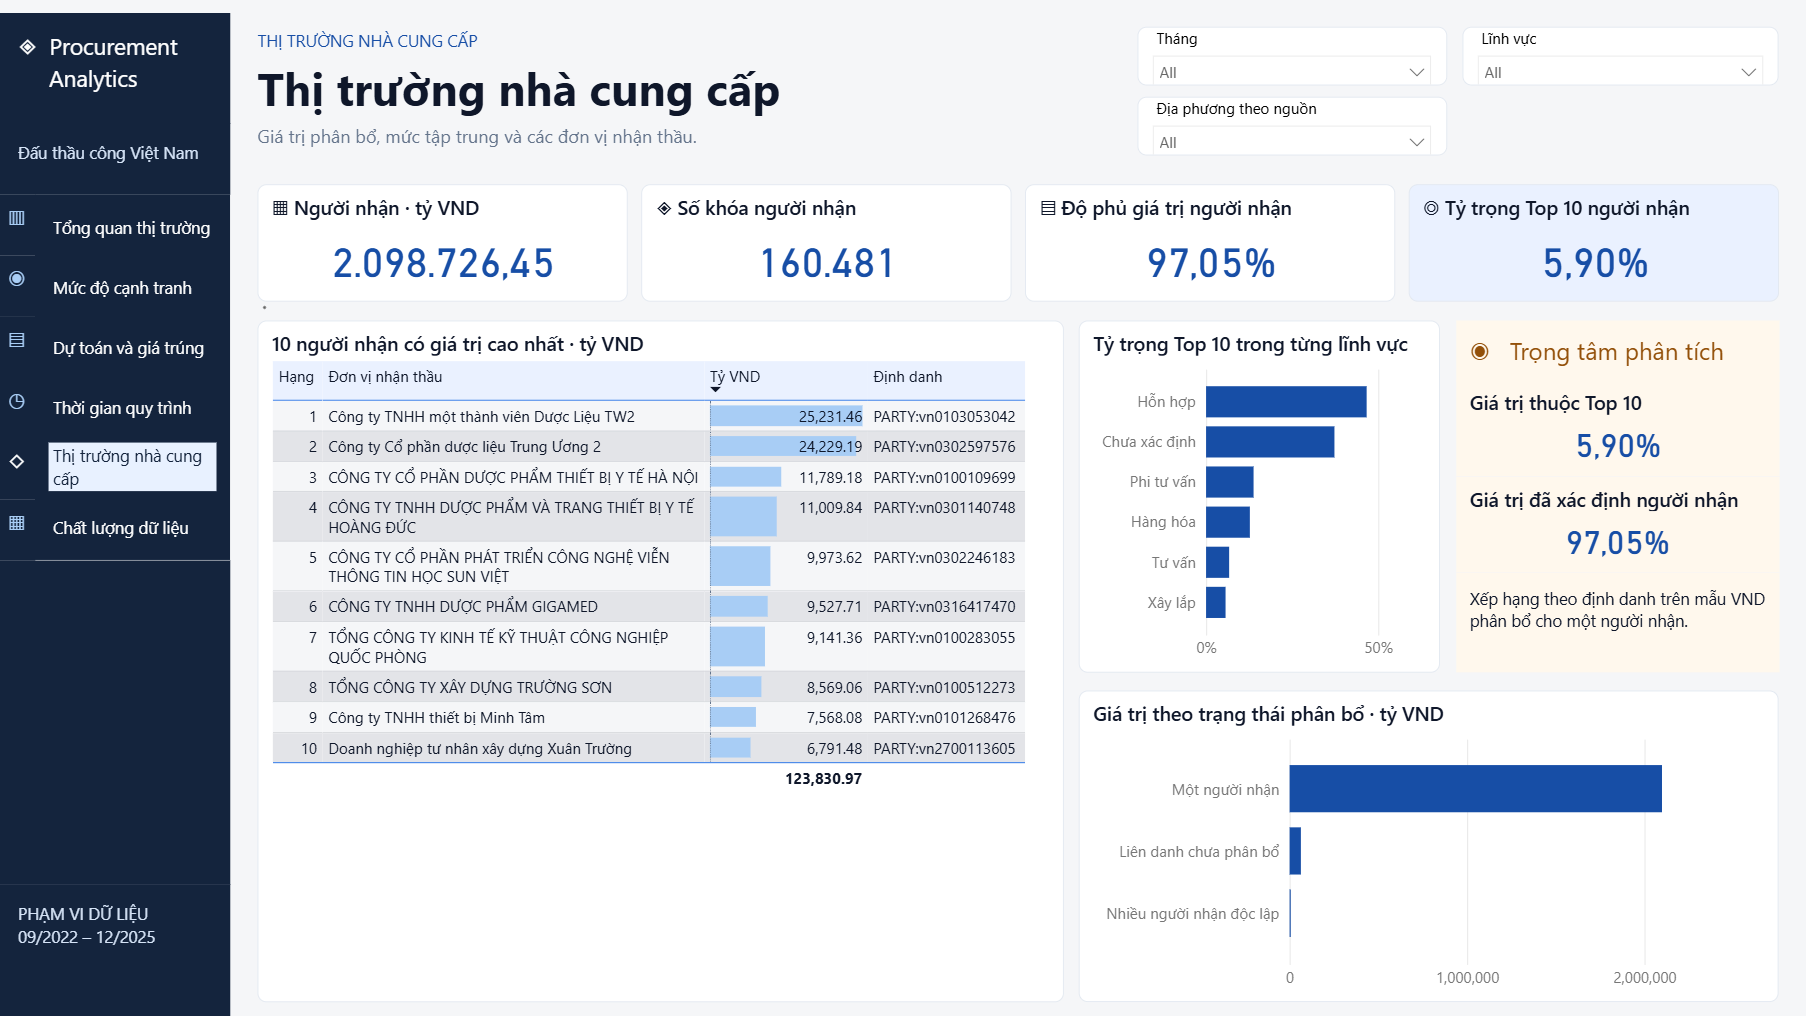 Procurement
Analytics
Đấu thầu công Việt Nam
Tổng quan thị trường
Mức độ cạnh tranh
Dự toán và giá trúng
Thời gian quy trình
Thị trường nhà cung
cấp
Chất lượng dữ liệu
PHẠM VI DỮ LIỆU
09/2022 – 12/2025
THỊ TRƯỜNG NHÀ CUNG CẤP
Thị trường nhà cung cấp
Giá trị phân bổ, mức tập trung và các đơn vị nhận thầu.
Tháng
All
Lĩnh vực
All
Địa phương theo nguồn
All
Người nhận · tỷ VND
2.098.726,45
Số khóa người nhận
160.481
Độ phủ giá trị người nhận
97,05%
Tỷ trọng Top 10 người nhận
5,90%
10 người nhận có giá trị cao nhất · tỷ VND
Hạng Đơn vị nhận thầu Tỷ VND Định danh
1 Công ty TNHH một thành viên Dược Liệu TW2 25,231.46 PARTY:vn0103053042
2 Công ty Cổ phần dược liệu Trung Ương 2 24,229.19 PARTY:vn0302597576
3 CÔNG TY CỔ PHẦN DƯỢC PHẨM THIẾT BỊ Y TẾ HÀ NỘI 11,789.18 PARTY:vn0100109699
4 CÔNG TY TNHH DƯỢC PHẨM VÀ TRANG THIẾT BỊ Y TẾ 11,009.84 PARTY:vn0301140748
HOÀNG ĐỨC
5 CÔNG TY CỔ PHẦN PHÁT TRIỂN CÔNG NGHỆ VIỄN 9,973.62 PARTY:vn0302246183
THÔNG TIN HỌC SUN VIỆT
6 CÔNG TY TNHH DƯỢC PHẨM GIGAMED 9,527.71 PARTY:vn0316417470
7 TỔNG CÔNG TY KINH TẾ KỸ THUẬT CÔNG NGHIỆP 9,141.36 PARTY:vn0100283055
QUỐC PHÒNG
8 TỔNG CÔNG TY XÂY DỰNG TRƯỜNG SƠN 8,569.06 PARTY:vn0100512273
9 Công ty TNHH thiết bị Minh Tâm 7,568.08 PARTY:vn0101268476
10 Doanh nghiệp tư nhân xây dựng Xuân Trường 6,791.48 PARTY:vn2700113605
123,830.97
Tỷ trọng Top 10 trong từng lĩnh vực
Hỗn hợp
Chưa xác định
Phi tư vấn
Hàng hóa
Tư vấn
Xây lắp
0% 50%
Trọng tâm phân tích
Giá trị thuộc Top 10
5,90%
Giá trị đã xác định người nhận
97,05%
Xếp hạng theo định danh trên mẫu VND
phân bổ cho một người nhận.
Giá trị theo trạng thái phân bổ · tỷ VND
Một người nhận
Liên danh chưa phân bổ
Nhiều người nhận độc lập
0 1,000,000 2,000,000